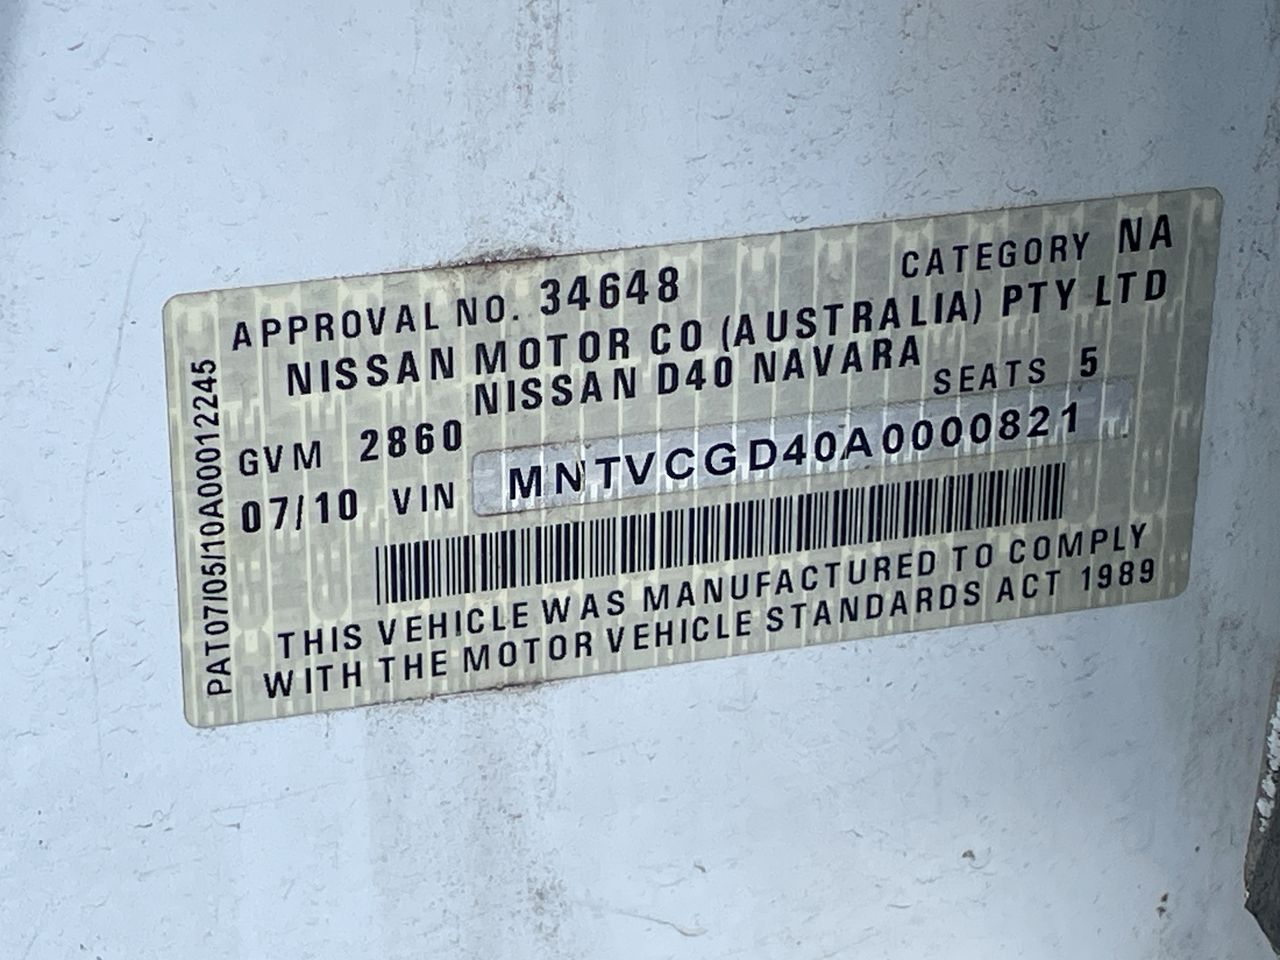 APPROVAL NO. 34648 CATEGORY NA
NISSAN MOTOR CO (AUSTRALIA) PTY LTD
NISSAN D40 NAVARA
GVM 2860 SEATS 5
07/10 VIN MNTVCGD40A0000821
THIS VEHICLE WAS MANUFACTURED TO COMPLY
WITH THE MOTOR VEHICLE STANDARDS ACT 1989
PAT07/05/10A00012245